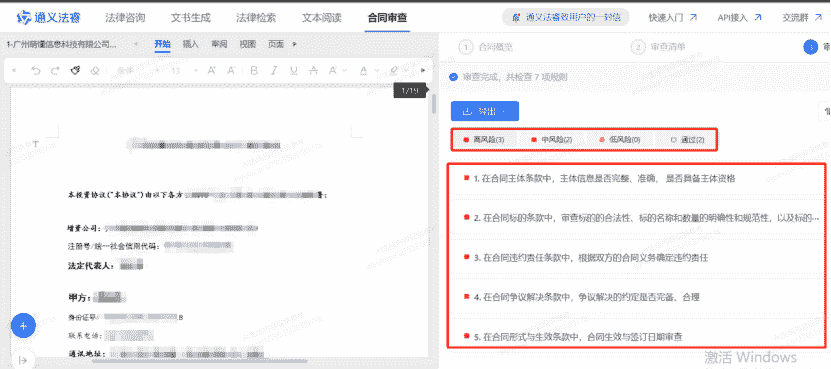 通义法睿 法律咨询 文书生成 法律检索 文本阅读 合同审查 通义法睿致用户的一封信 快速入门 API接入 交流群
1-广州萌懂信息科技有限公司... 开始 插入 审阅 视图 页面
1 合同概览 2 审查清单 3
审查完成,共检查 7 项规则
宋体 13
1/19
导出
高风险(3) 中风险(2) 低风险(0) 通过(2)
1. 在合同主体条款中,主体信息是否完整、准确, 是否具备主体资格
本投资协议("本协议")由以下各方
署:
2. 在合同标的条款中,审查标的的合法性、标的名称和数量的明确性和规范性,以及标的...
增资公司:
注册号/统一社会信用代码:
3. 在合同违约责任条款中,根据双方的合同义务确定违约责任
法定代表人:
甲方:
4. 在合同争议解决条款中,争议解决的约定是否完备、合理
身份证号:
8
联系电话:
5. 在合同形式与生效条款中,合同生效与签订日期审查
通讯地址:
激活 Windows